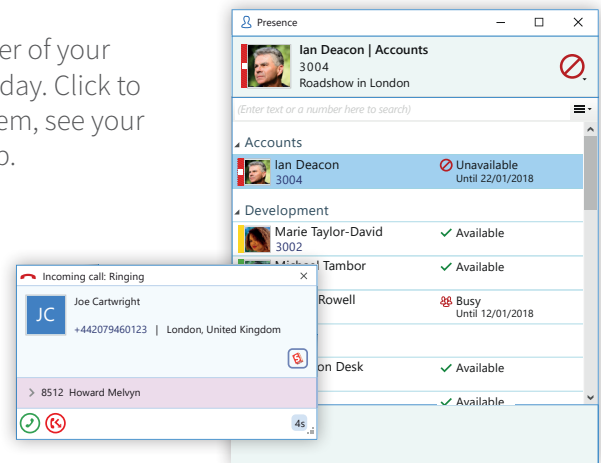 er of your
day. Click to
em, see your
p.
Presence
Ian Deacon | Accounts
3004
Roadshow in London
(Enter text or a number here to search)
Accounts
Ian Deacon
3004
Unavailable
Until 22/01/2018
Development
Marie Taylor-David
3002
Available
Tambor
Available
Rowell
Busy
Until 12/01/2018
on Desk
Available
Available
Incoming call: Ringing
JC
Joe Cartwright
+442079460123 | London, United Kingdom
8512 Howard Melvyn
4s